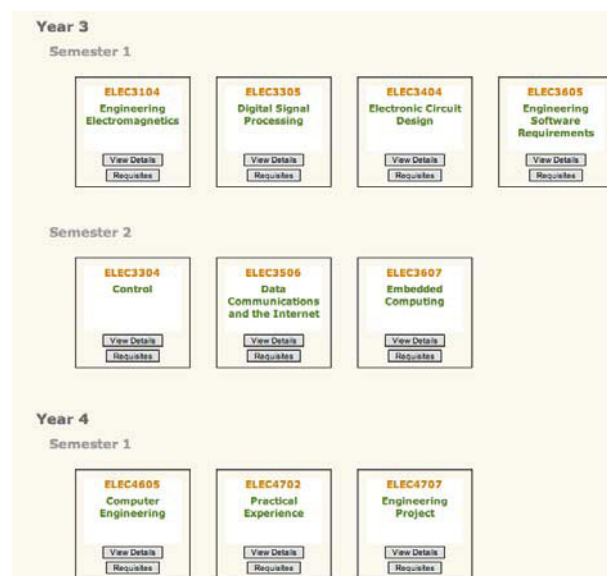 Year 3
Semester 1
ELEC3104
Engineering
Electromagnetics
View Details
Requisites
ELEC3305
Digital Signal
Processing
View Details
Requisites
ELEC3404
Electronic Circuit
Design
View Details
Requisites
ELEC3605
Engineering
Software
Requirements
View Details
Requisites
Semester 2
ELEC3304
Control
View Details
Requisites
ELEC3506
Data
Communications
and the Internet
View Details
Requisites
ELEC3607
Embedded
Computing
View Details
Requisites
Year 4
Semester 1
ELEC4605
Computer
Engineering
View Details
Requisites
ELEC4702
Practical
Experience
View Details
Requisites
ELEC4707
Engineering
Project
View Details
Requisites